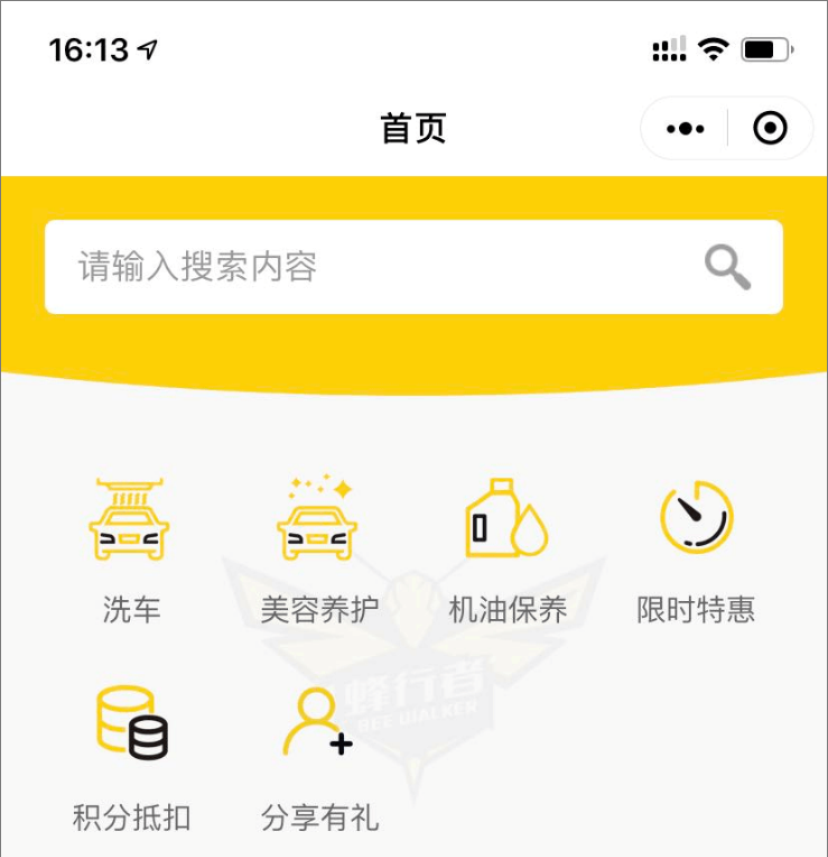 16:13
首页
请输入搜索内容
洗车 美容养护 机油保养 限时特惠
蜂行者
BEE WALKER
积分抵扣 分享有礼